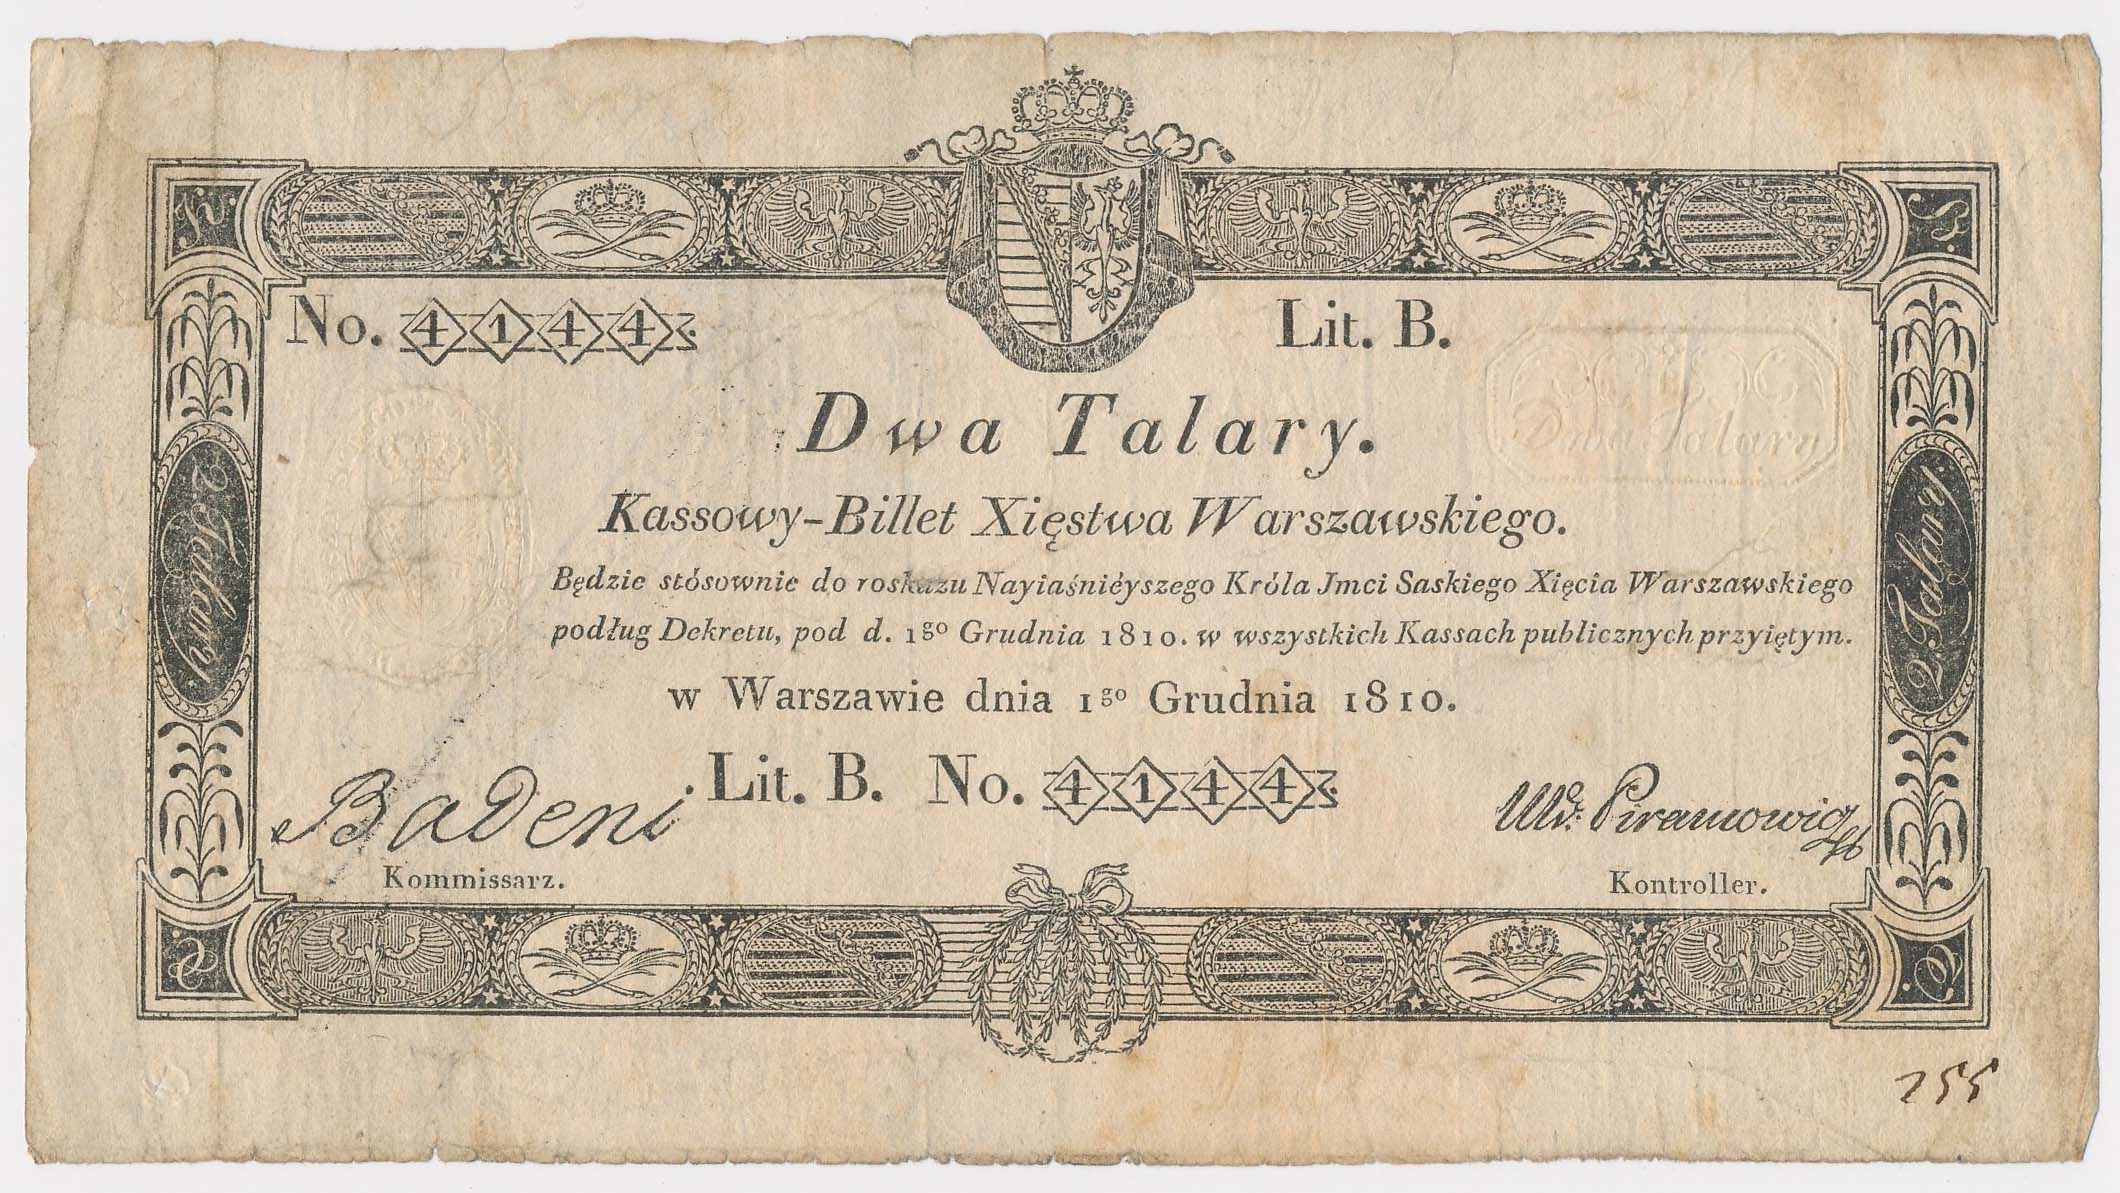 No. 4144. Lit. B.
Dwa Talary
Dwa Talary.
Kassowy-Billet Xięstwa Warszawskiego.
Będzie stósownie do roskazu Nayiaśniéyszego Króla Jmci Saskiego Xięcia Warszawskiego
podług Dekretu, pod d. 1go Grudnia 1810. w wszystkich Kassach publicznych przyiętym.
w Warszawie dnia 1go Grudnia 1810.
Lit. B. No. 4144.
Badeni
Kommissarz.
Kontroller.
2. Talary.
2. Talary.
255